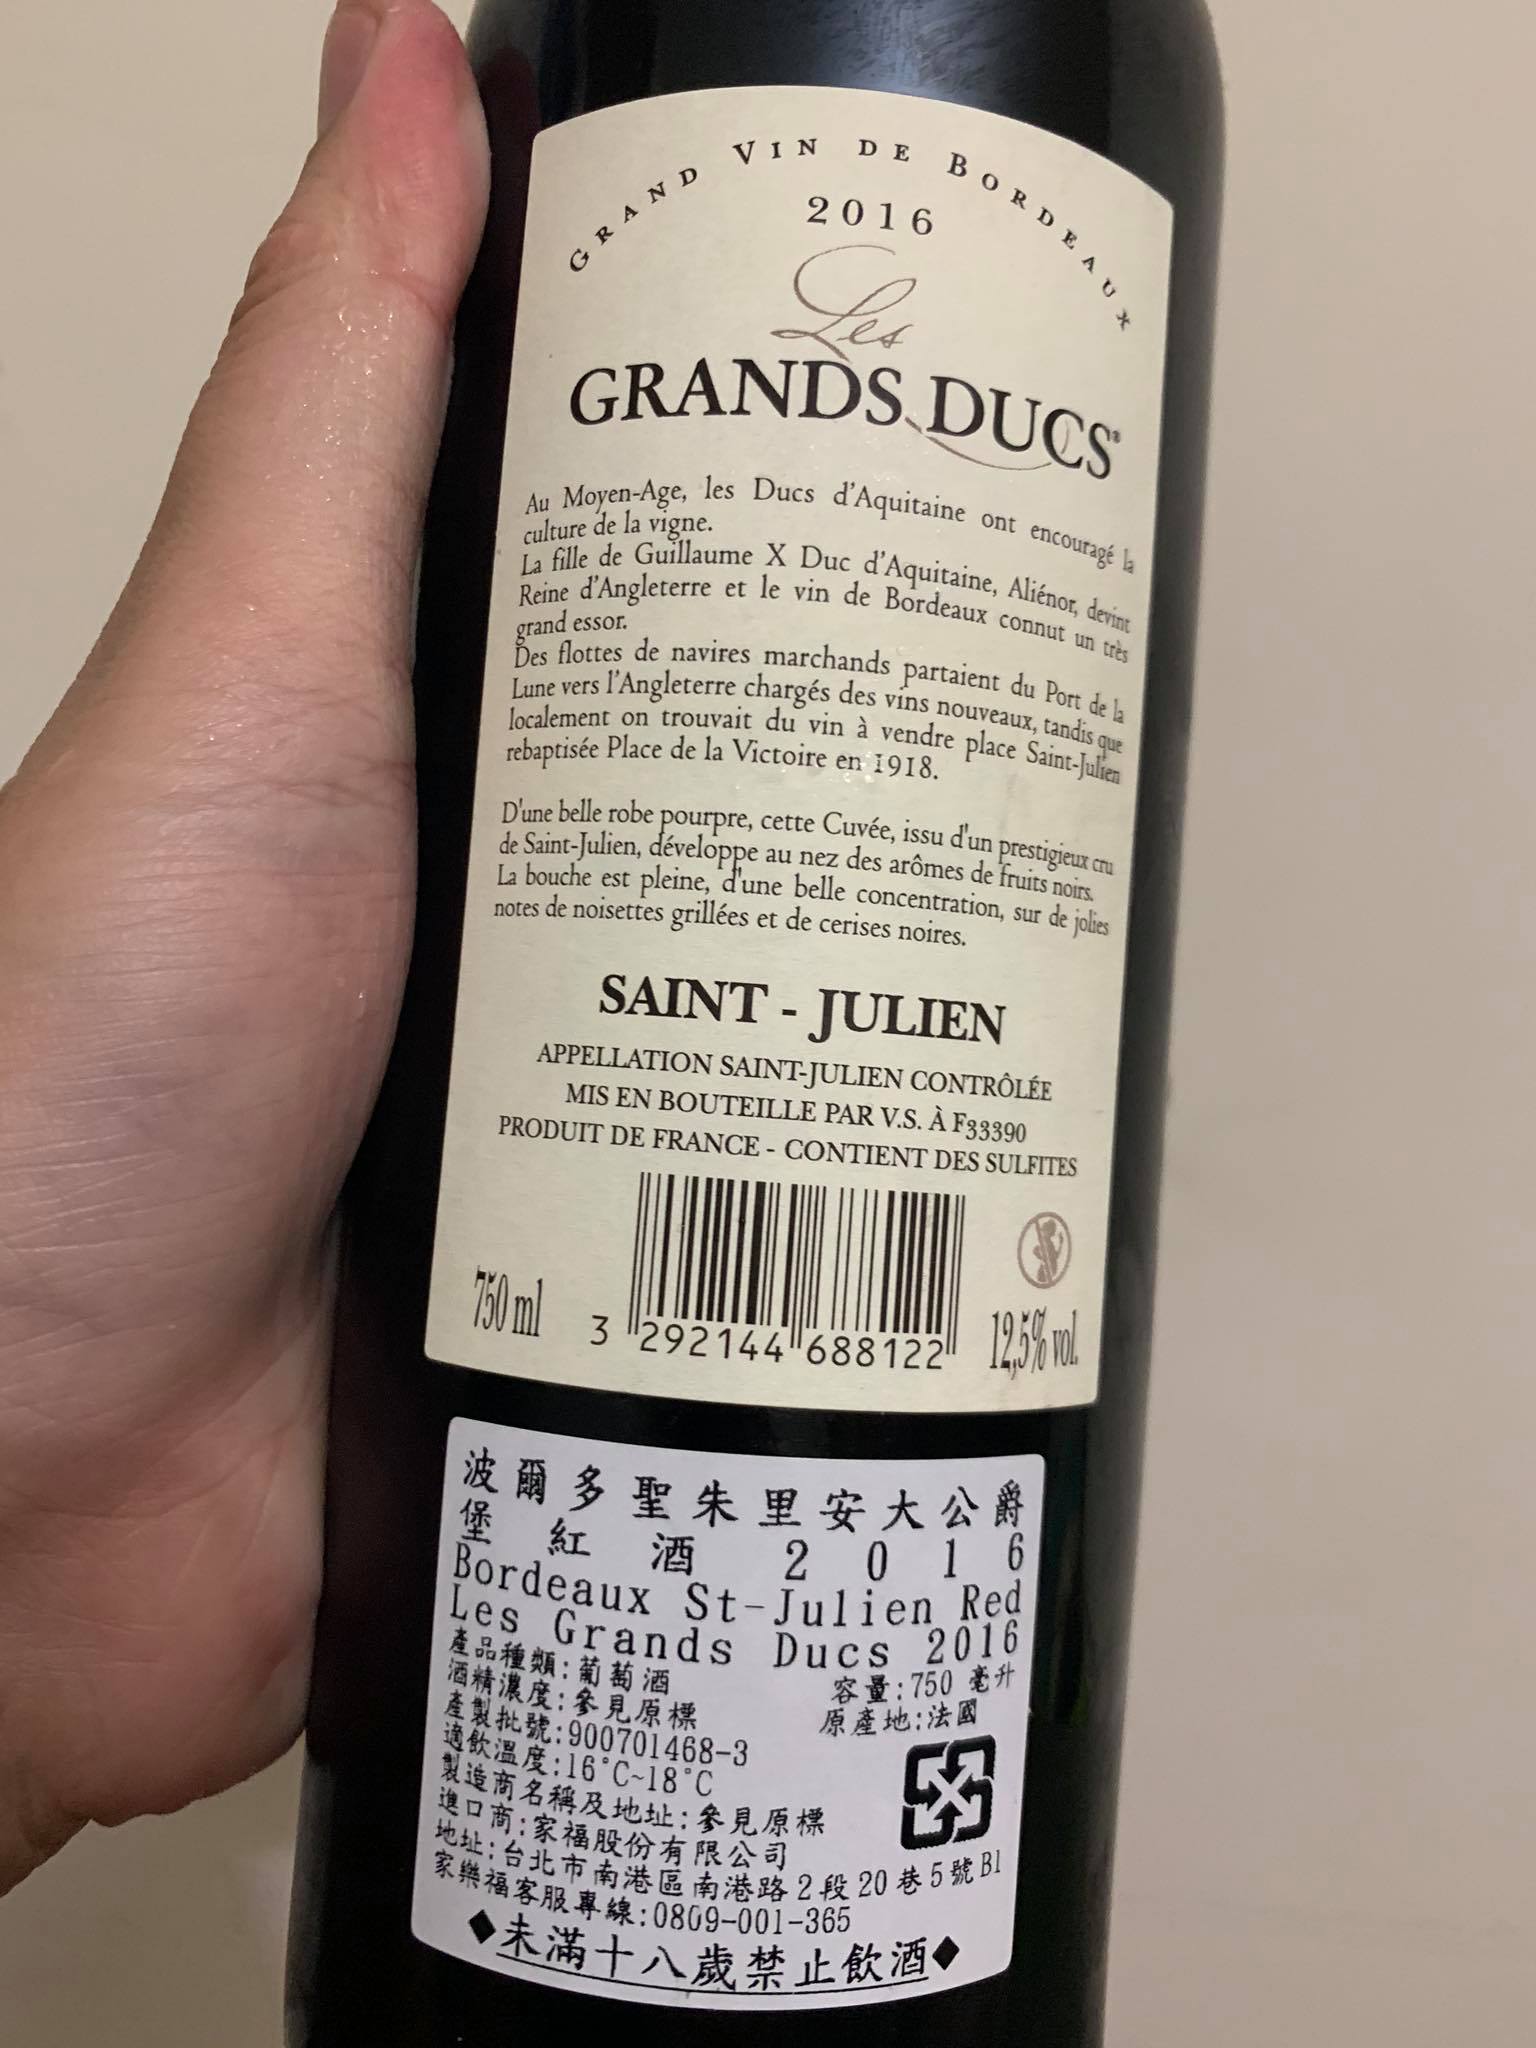 GRAND VIN DE BORDEAUX
2016
Les
GRANDS DUCS®
Au Moyen-Age, les Ducs d'Aquitaine ont encouragé la
culture de la vigne.
La fille de Guillaume X Duc d'Aquitaine, Aliénor, devint
Reine d'Angleterre et le vin de Bordeaux connut un très
grand essor.
Des flottes de navires marchands partaient du Port de la
Lune vers l'Angleterre chargés des vins nouveaux, tandis que
localement on trouvait du vin à vendre place Saint-Julien
rebaptisée Place de la Victoire en 1918.
D'une belle robe pourpre, cette Cuvée, issu d'un prestigieux cru
de Saint-Julien, développe au nez des arômes de fruits noirs.
La bouche est pleine, d'une belle concentration, sur de jolies
notes de noisettes grillées et de cerises noires.
SAINT - JULIEN
APPELLATION SAINT-JULIEN CONTRÔLÉE
MIS EN BOUTEILLE PAR V.S. À F33390
PRODUIT DE FRANCE - CONTIENT DES SULFITES
750 ml
3 292144 688122
12,5% vol.
波爾多聖朱里安大公爵
堡紅酒2016
Bordeaux St-Julien Red
Les Grands Ducs 2016
產品種類:葡萄酒 容量:750 毫升
酒精濃度:參見原標 原產地:法國
產製批號:900701468-3
適飲溫度:16°C~18°C
製造商名稱及地址:參見原標
進口商:家福股份有限公司
地址:台北市南港區南港路2段20巷5號B1
家樂福客服專線:0809-001-365
◆未滿十八歲禁止飲酒◆